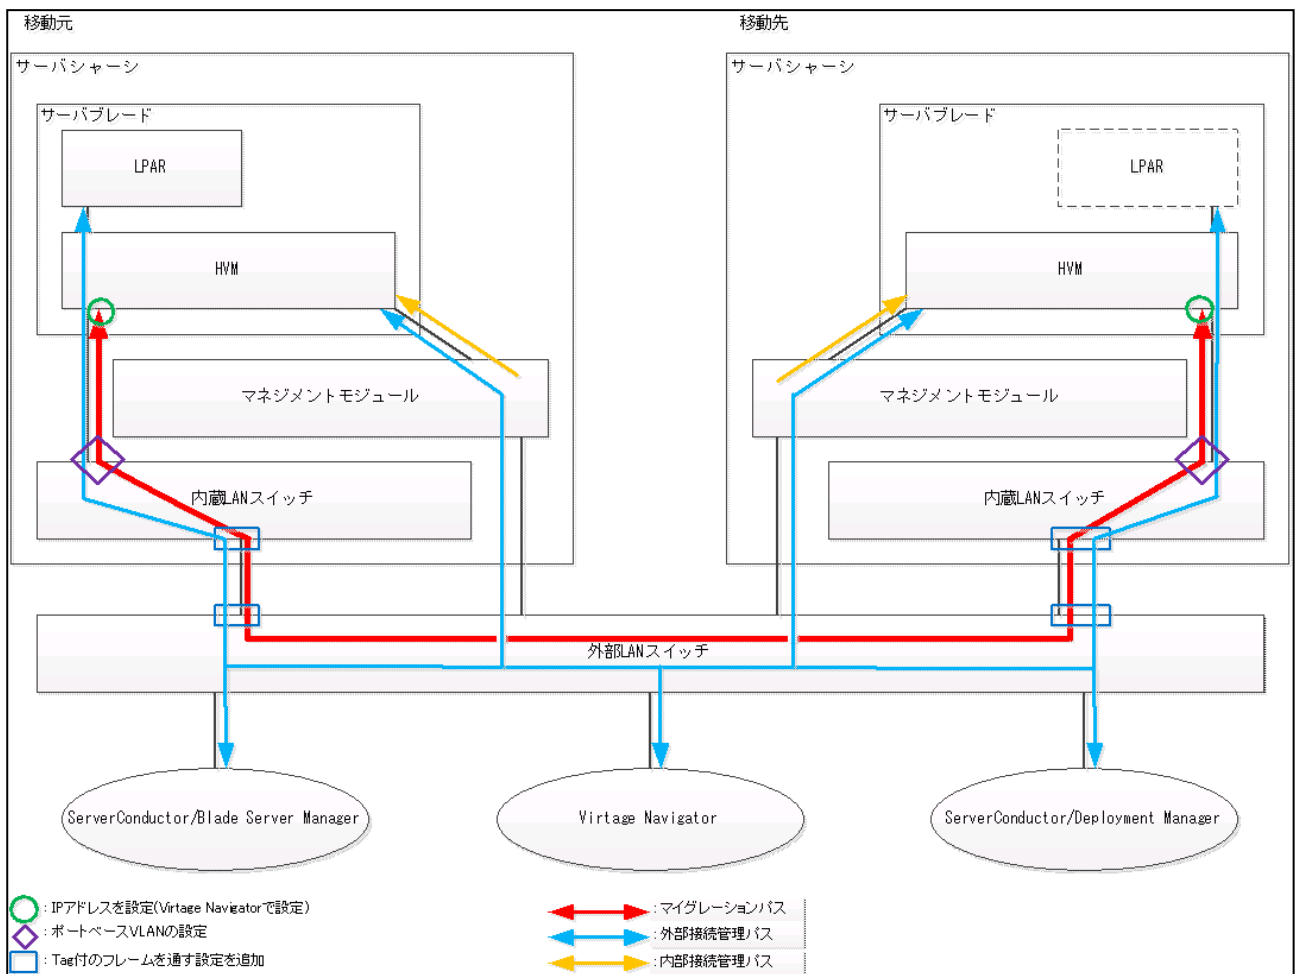 移動元
移動先
サーバシャーシ
サーバシャーシ
サーバブレード
サーバブレード
LPAR
LPAR
HVM
HVM
マネジメントモジュール
マネジメントモジュール
内蔵LANスイッチ
内蔵LANスイッチ
外部LANスイッチ
ServerConductor/Blade Server Manager
Virtage Navigator
ServerConductor/Deployment Manager
: IPアドレスを設定(Virtage Navigatorで設定)
: マイグレーションパス
: ポートベースVLANの設定
: 外部接続管理パス
: Tag付のフレームを通す設定を追加
: 内部接続管理パス